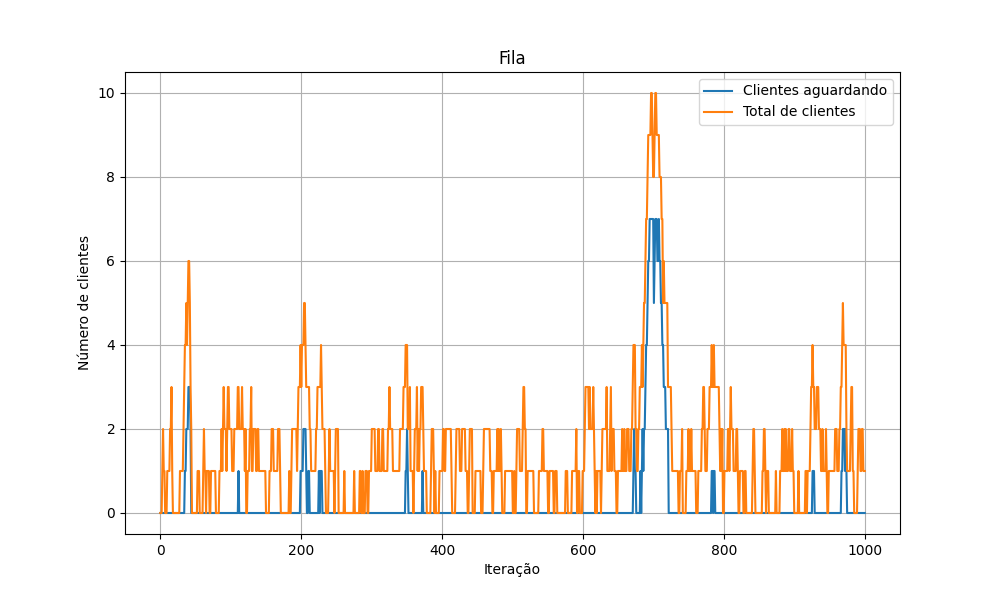 Fila
Clientes aguardando
Total de clientes
Número de clientes
10
8
6
4
2
0
0 200 400 600 800 1000
Iteração